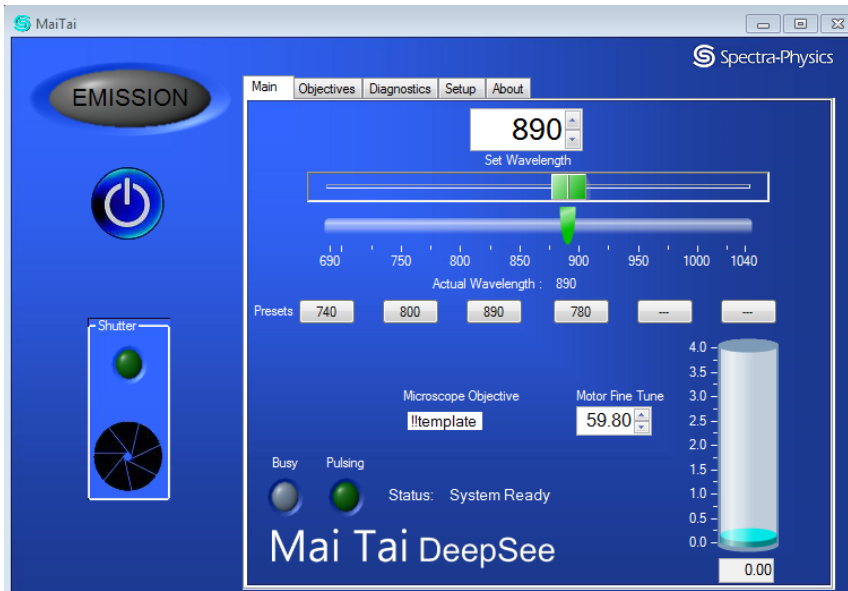 MaiTai
Spectra-Physics
EMISSION
Main Objectives Diagnostics Setup About
890
Set Wavelength
690 750 800 850 900 950 1000 1040
Actual Wavelength : 890
Presets 740 800 890 780 --- ---
Shutter
4.0
3.5
Microscope Objective Motor Fine Tune 3.0
!!template 59.80 2.5
2.0
Busy Pulsing 1.5
Status: System Ready 1.0
0.5
Mai Tai DeepSee 0.0
0.00